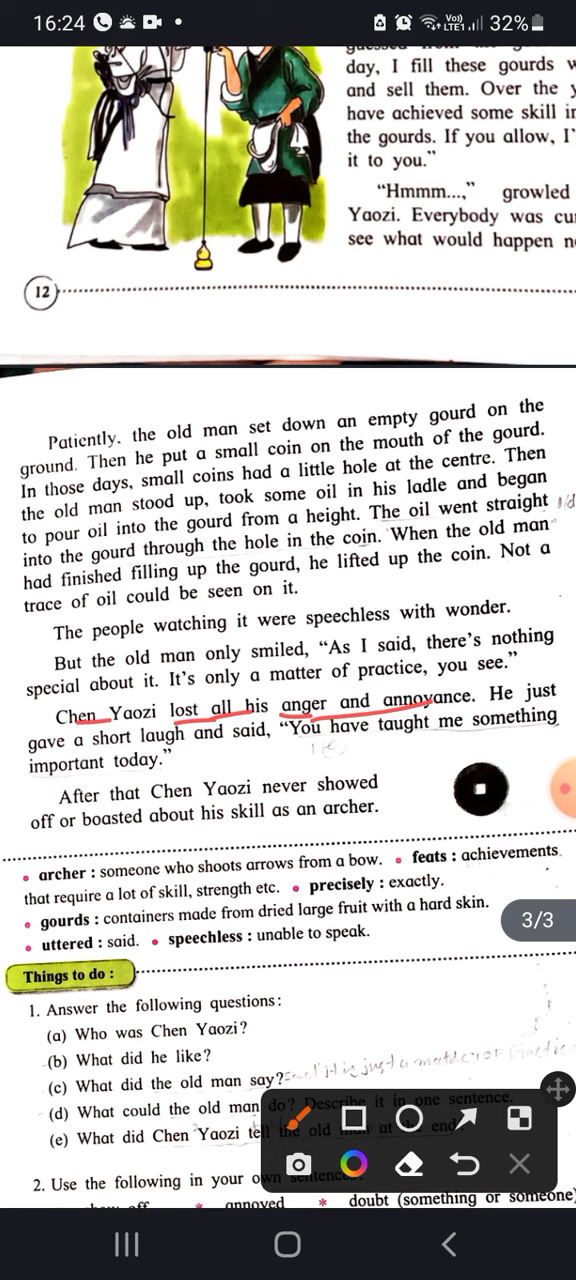 16:24
Vo))
LTE1
32%
day, I fill these gourds
and sell them. Over the
have achieved some skill
the gourds. If you allow,
it to you."
"Hmmm...," growled
Yaozi. Everybody was
see what would happen
12
Patiently, the old man set down an empty gourd on the
ground. Then he put a small coin on the mouth of the gourd.
In those days, small coins had a little hole at the centre. Then
the old man stood up, took some oil in his ladle and began
to pour oil into the gourd from a height. The oil went straight
into the gourd through the hole in the coin. When the old man
had finished filling up the gourd, he lifted up the coin. Not a
trace of oil could be seen on it.
The people watching it were speechless with wonder.
But the old man only smiled, "As I said, there's nothing
special about it. It's only a matter of practice, you see."
Chen Yaozi lost all his anger and annoyance. He just
gave a short laugh and said, "You have taught me something
important today."
After that Chen Yaozi never showed
off or boasted about his skill as an archer.
• archer : someone who shoots arrows from a bow. • feats : achievements
that require a lot of skill, strength etc. • precisely : exactly.
• gourds : containers made from dried large fruit with a hard skin.
3/3
• uttered : said. • speechless : unable to speak.
Things to do :
1. Answer the following questions:
(a) Who was Chen Yaozi?
(b) What did he like?
(c) What did the old man say? It is just a matter of
(d) What could the old man do? Describe it in one sentence.
(e) What did Chen Yaozi tell the old man at the end
2. Use the following in your own sentence
off * annoyed * doubt (something or someone)